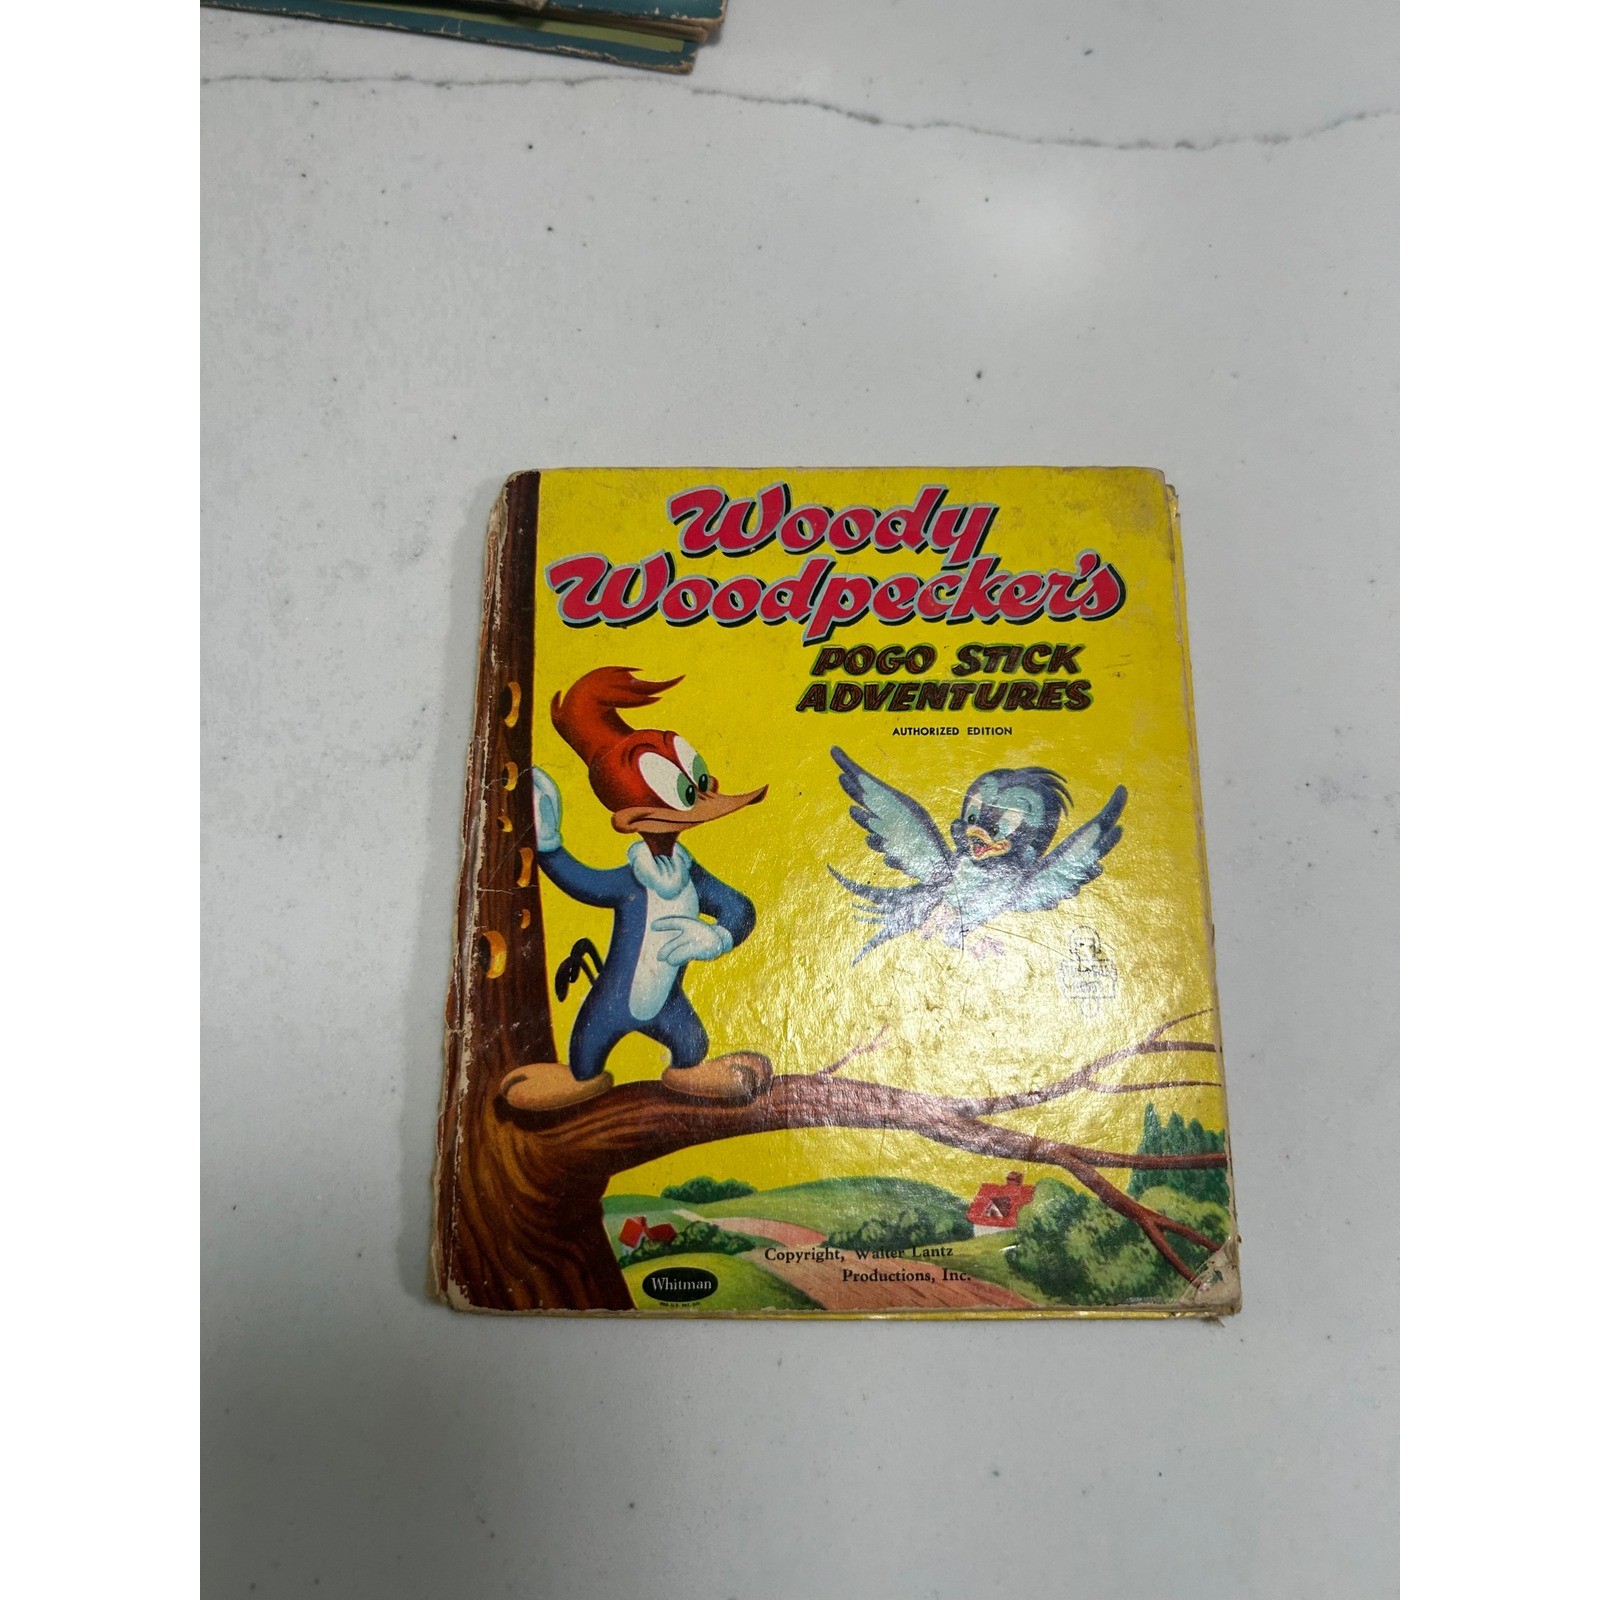 Woody
Woodpecker's
POGO STICK
ADVENTURES
AUTHORIZED EDITION
Copyright, Walter Lantz
Productions, Inc.
Whitman